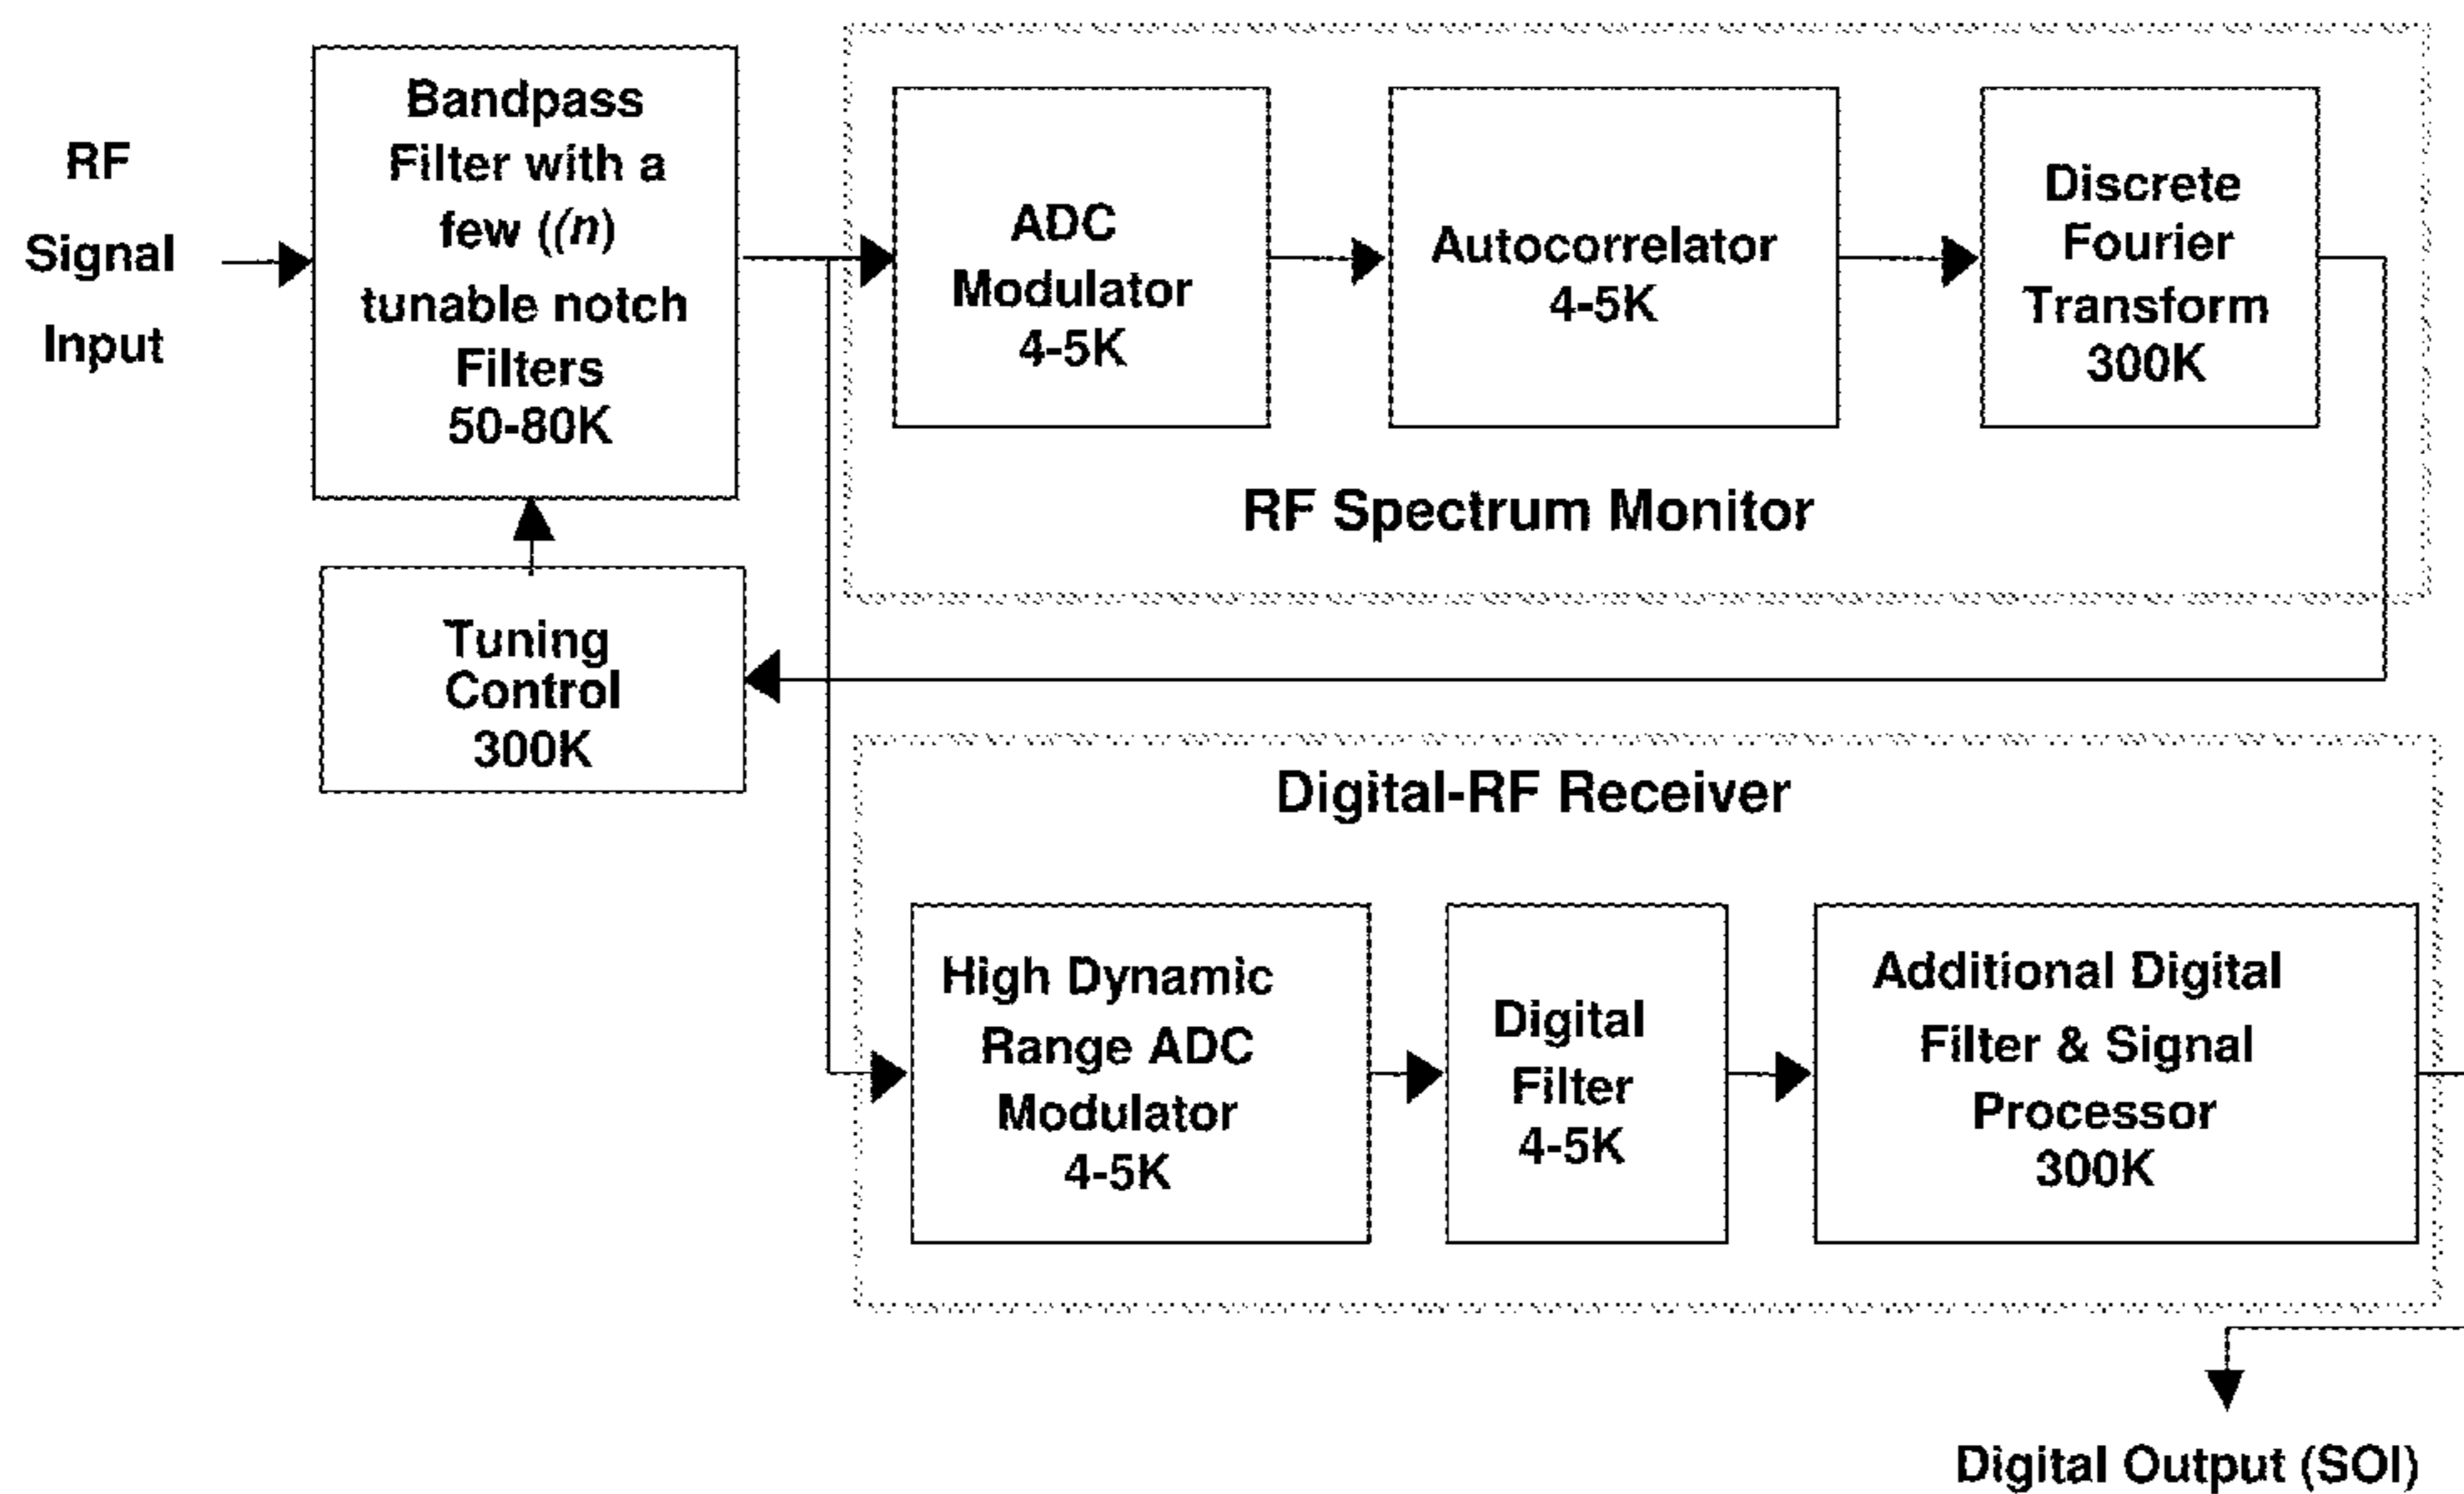 RF
Signal
Input
Bandpass
Filter with a
few ((n)
tunable notch
Filters
50-80K
ADC
Modulator
4-5K
Autocorrelator
4-5K
Discrete
Fourier
Transform
300K
RF Spectrum Monitor
Tuning
Control
300K
Digital-RF Receiver
High Dynamic
Range ADC
Modulator
4-5K
Digital
Filter
4-5K
Additional Digital
Filter & Signal
Processor
300K
Digital Output (SOI)